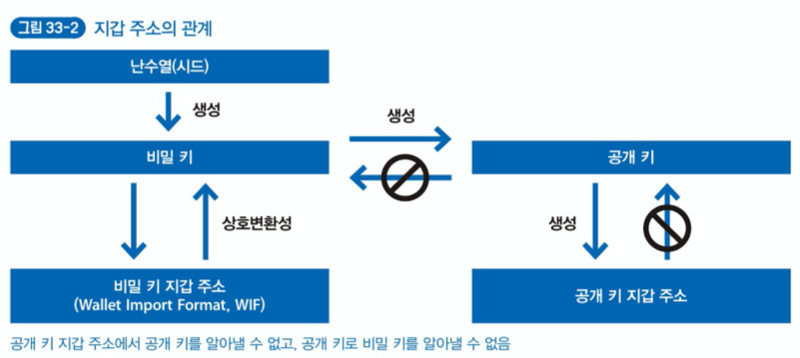 그림 33-2 지갑 주소의 관계
난수열(시드)
생성
비밀 키
생성
공개 키
상호변환성
생성
비밀 키 지갑 주소
(Wallet Import Format, WIF)
공개 키 지갑 주소
공개 키 지갑 주소에서 공개 키를 알아낼 수 없고, 공개 키로 비밀 키를 알아낼 수 없음